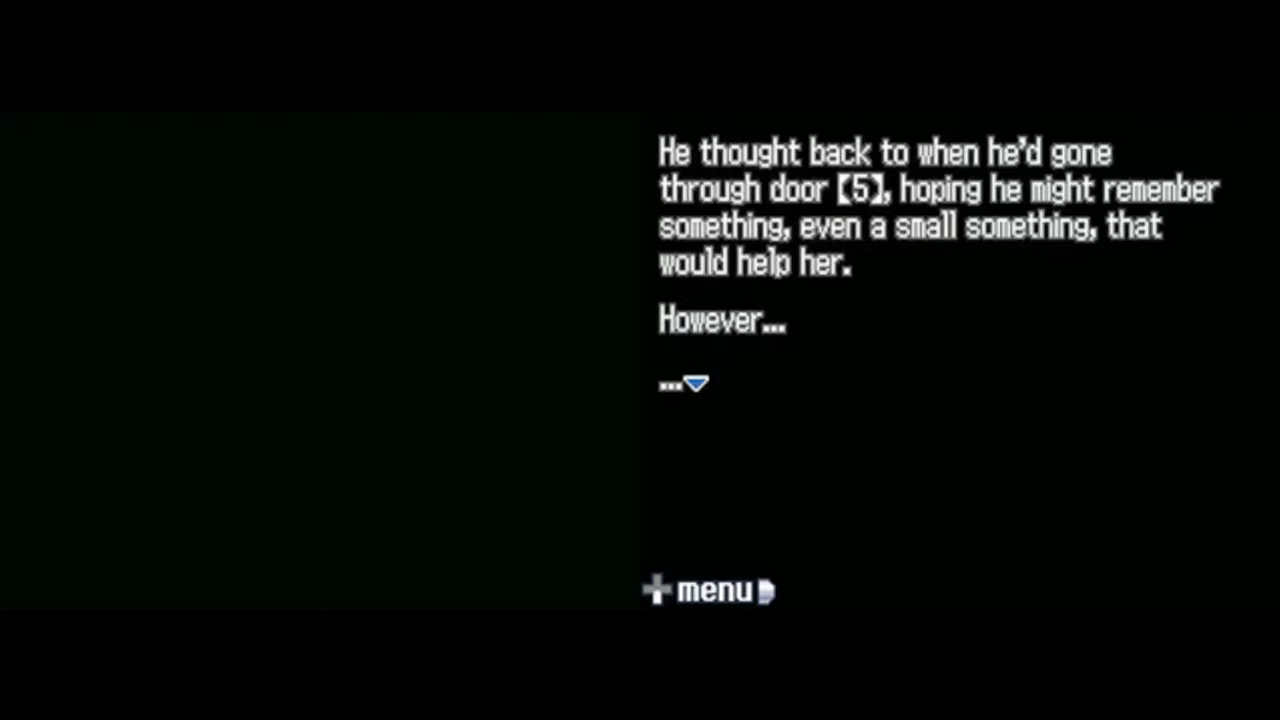 He thought back to when he'd gone
through door【5】, hoping he might remember
something, even a small something, that
would help her.
However...
...
menu